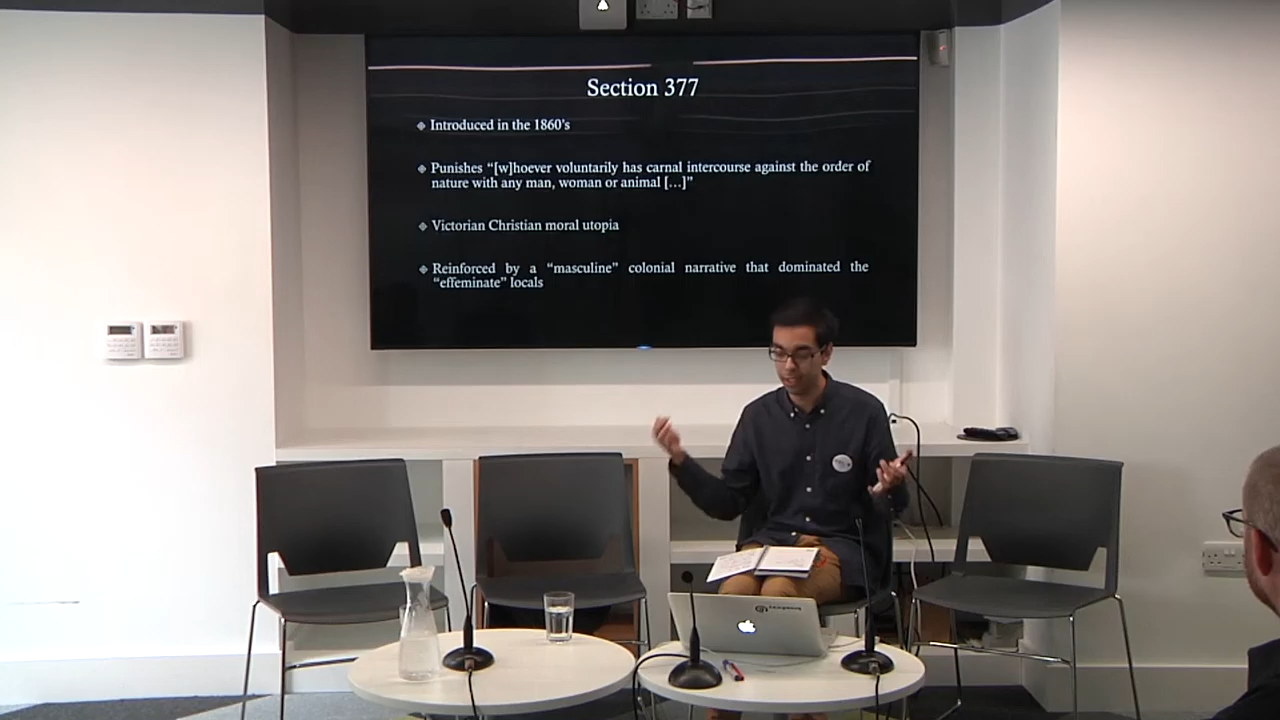 Section 377
Introduced in the 1860's
Punishes “[w]hoever voluntarily has carnal intercourse against the order of
nature with any man, woman or animal […]”
Victorian Christian moral utopia
Reinforced by a “masculine” colonial narrative that dominated the
“effeminate” locals